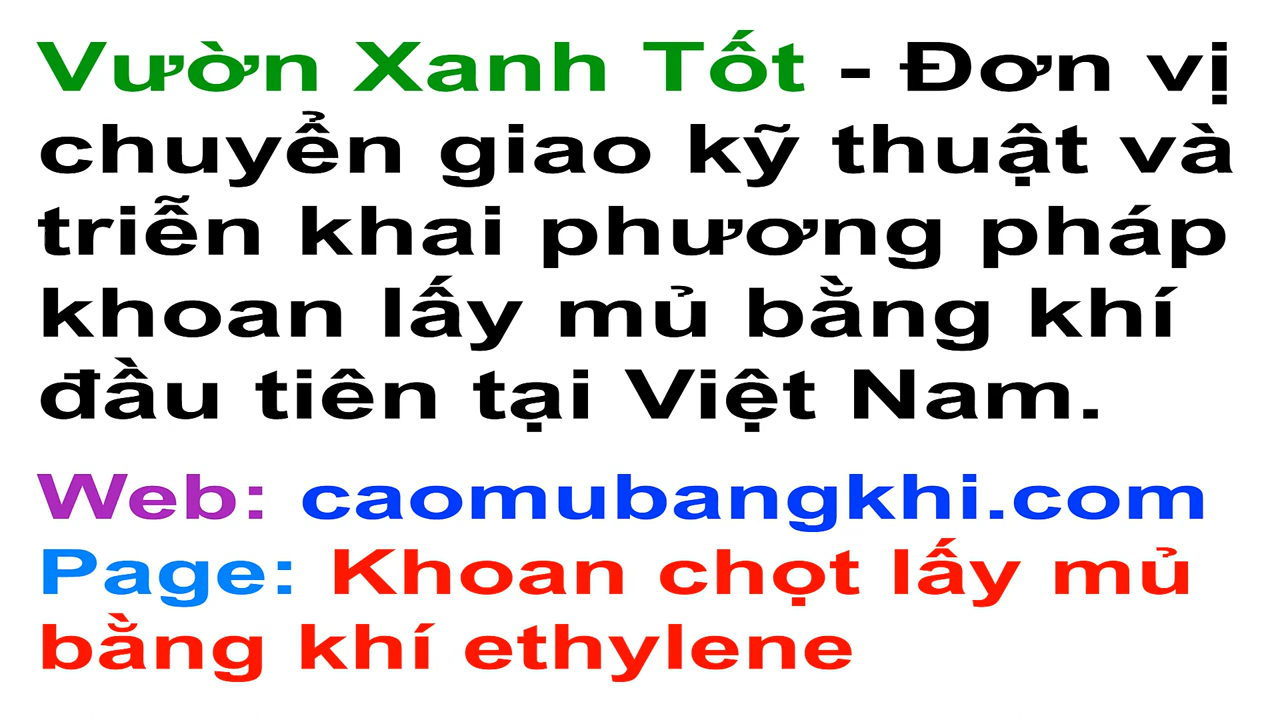 Vườn Xanh Tốt - Đơn vị
chuyển giao kỹ thuật và
triễn khai phương pháp
khoan lấy mủ bằng khí
đầu tiên tại Việt Nam.
Web: caomubangkhi.com
Page: Khoan chọt lấy mủ
bằng khí ethylene